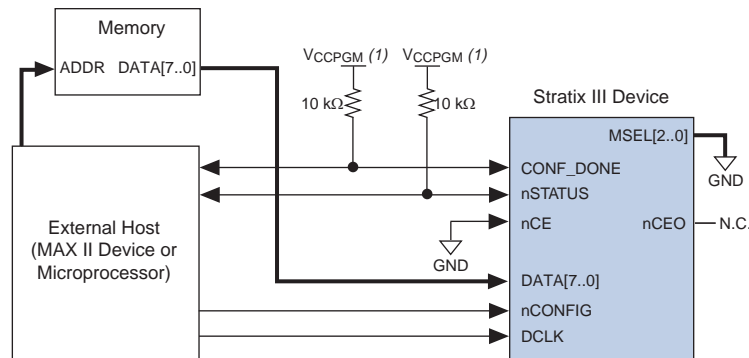 Memory
ADDR DATA[7..0]
VCCPGM (1) VCCPGM (1)
10 kΩ 10 kΩ
Stratix III Device
MSEL[2..0]
GND
CONF_DONE
nSTATUS
nCE
nCEO N.C.
GND
External Host
(MAX II Device or
Microprocessor)
DATA[7..0]
nCONFIG
DCLK